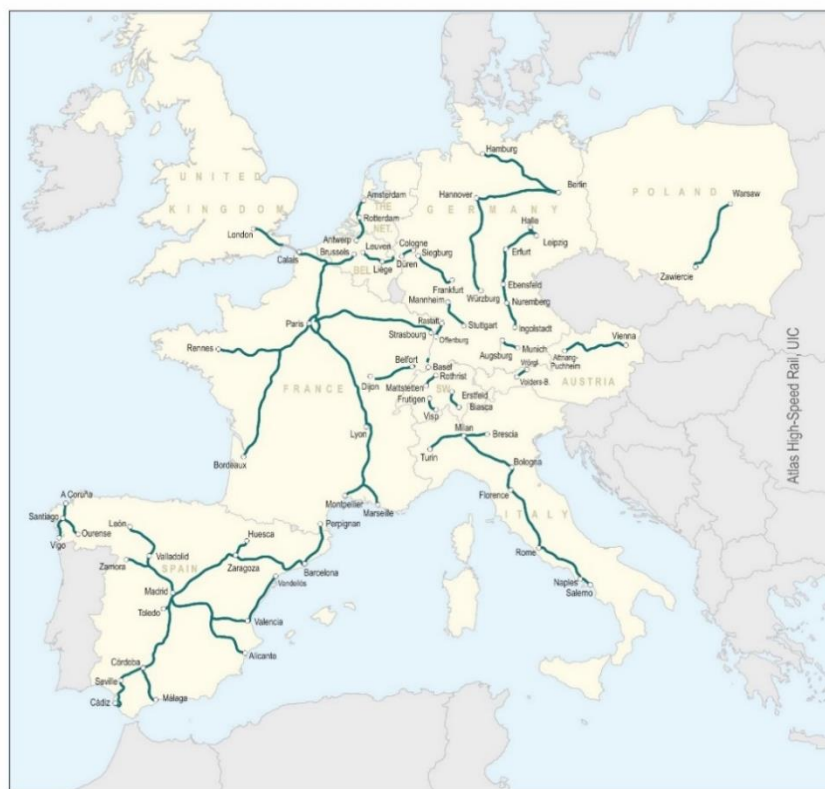 Hamburg
Berlin
Hannover
UNITED
KINGDOM
POLAND
Warsaw
Amsterdam
THE
NET.
GERMANY
Rotterdam
Halle
Leipzig
London
Antwerp
Leuven
Cologne
Siegburg
Erfurt
Calais
Brussels
BEL
Liège
Düren
Zawiercie
Frankfurt
Ebensfeld
Würzburg
Mannheim
Nuremberg
Paris
Rastatt
Stuttgart
Ingolstadt
Strasbourg
Offenburg
Rennes
Augsburg
Munich
Vienna
Belfort
Basel
Wörgl
Attnang-
Puchheim
FRANCE
Dijon
Rothrist
Mattstetten
SW.
Volders-B.
AUSTRIA
Frutigen
Erstfeld
Visp
Biasca
Lyon
Milan
Brescia
Turin
Bordeaux
Bologna
Florence
ITALY
A Coruña
Montpellier
Marseille
Santiago
Perpignan
Ourense
León
Huesca
Vigo
Valladolid
Rome
Zamora
SPAIN
Zaragoza
Barcelona
Vandellós
Naples
Salerno
Madrid
Toledo
Valencia
Alicante
Córdoba
Seville
Cádiz
Málaga
Atlas High-Speed Rail, UIC